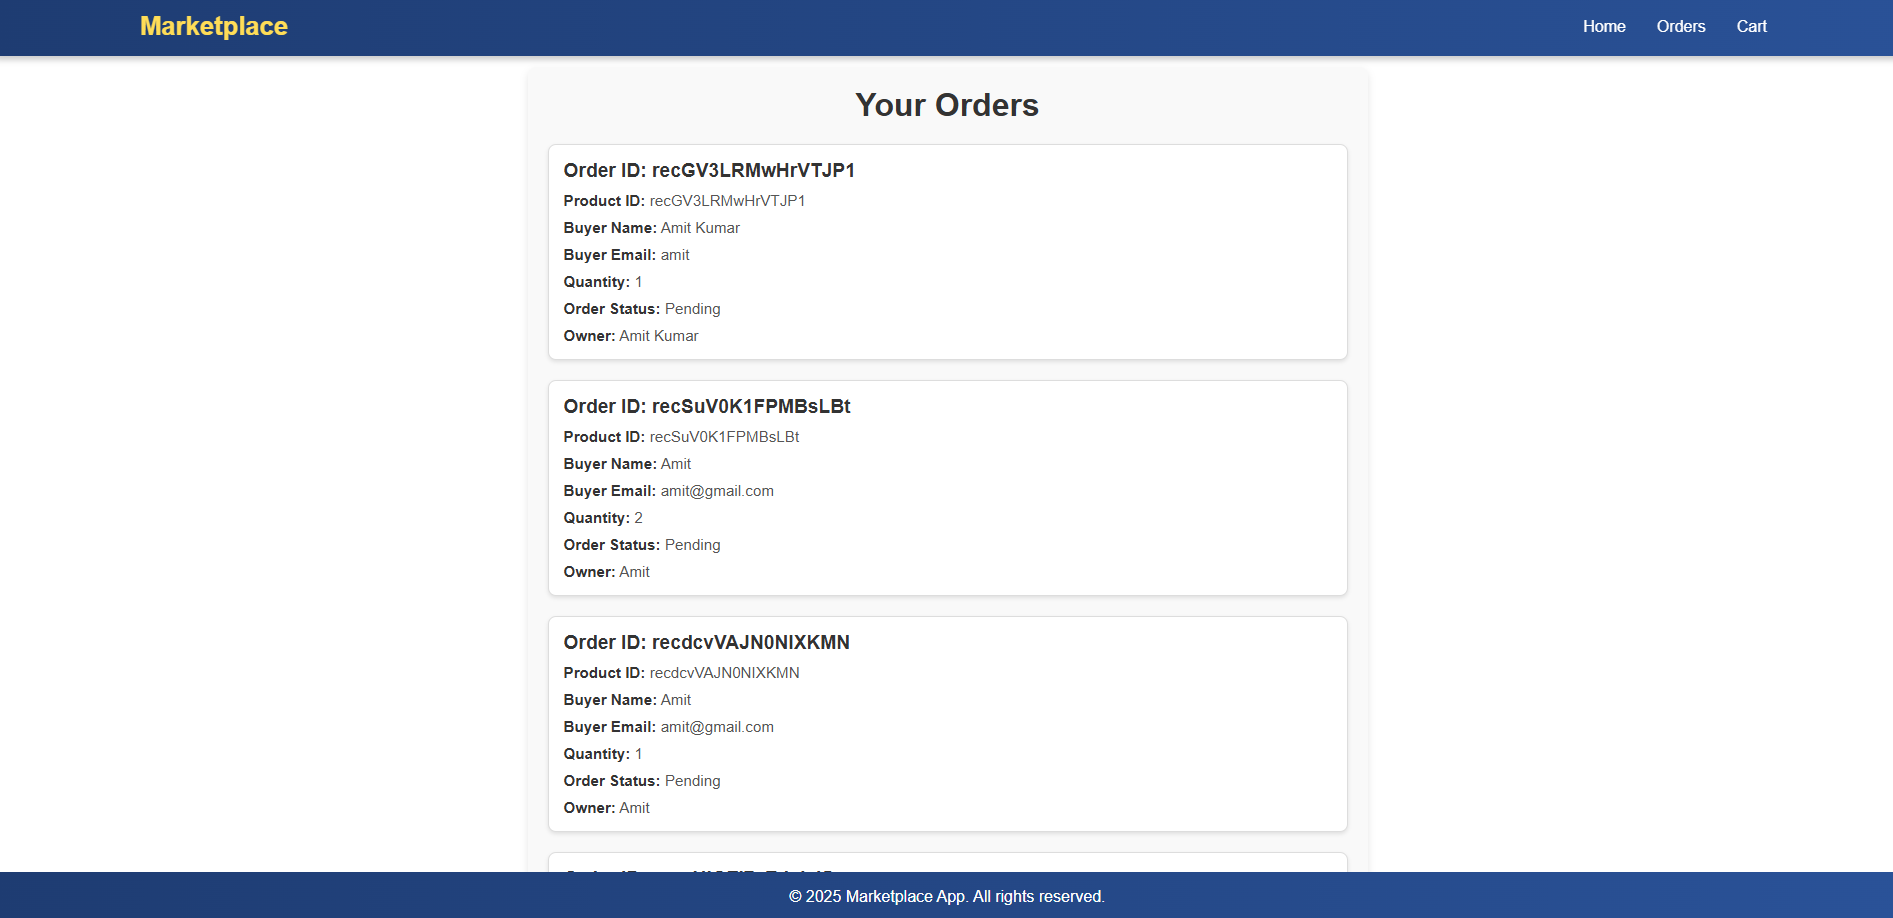 Marketplace
Home Orders Cart
Your Orders
Order ID: recGV3LRMwHrVTJP1
Product ID: recGV3LRMwHrVTJP1
Buyer Name: Amit Kumar
Buyer Email: amit
Quantity: 1
Order Status: Pending
Owner: Amit Kumar
Order ID: recSuV0K1FPMBsLBt
Product ID: recSuV0K1FPMBsLBt
Buyer Name: Amit
Buyer Email: amit@gmail.com
Quantity: 2
Order Status: Pending
Owner: Amit
Order ID: recdcvVAJN0NIXKMN
Product ID: recdcvVAJN0NIXKMN
Buyer Name: Amit
Buyer Email: amit@gmail.com
Quantity: 1
Order Status: Pending
Owner: Amit
© 2025 Marketplace App. All rights reserved.